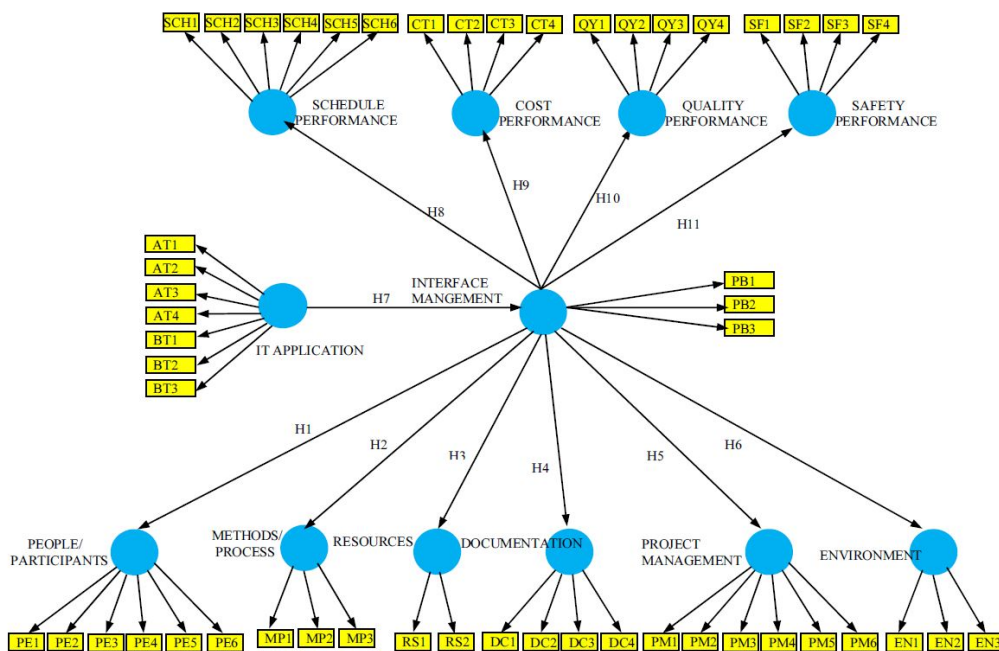 SCH1 SCH2 SCH3 SCH4 SCH5 SCH6
CT1 CT2 CT3 CT4
QY1 QY2 QY3 QY4
SF1 SF2 SF3 SF4
SCHEDULE
PERFORMANCE
COST
PERFORMANCE
QUALITY
PERFORMANCE
SAFETY
PERFORMANCE
H8
H9
H10
H11
AT1
AT2
AT3
AT4
BT1
BT2
BT3
IT APPLICATION
H7
INTERFACE
MANGEMENT
PB1
PB2
PB3
H1
H2
H3
H4
H5
H6
PEOPLE/
PARTICIPANTS
METHODS/
PROCESS
RESOURCES
DOCUMENTATION
PROJECT
MANAGEMENT
ENVIRONMENT
PE1 PE2 PE3 PE4 PE5 PE6
MP1 MP2 MP3
RS1 RS2
DC1 DC2 DC3 DC4
PM1 PM2 PM3 PM4 PM5 PM6
EN1 EN2 EN3